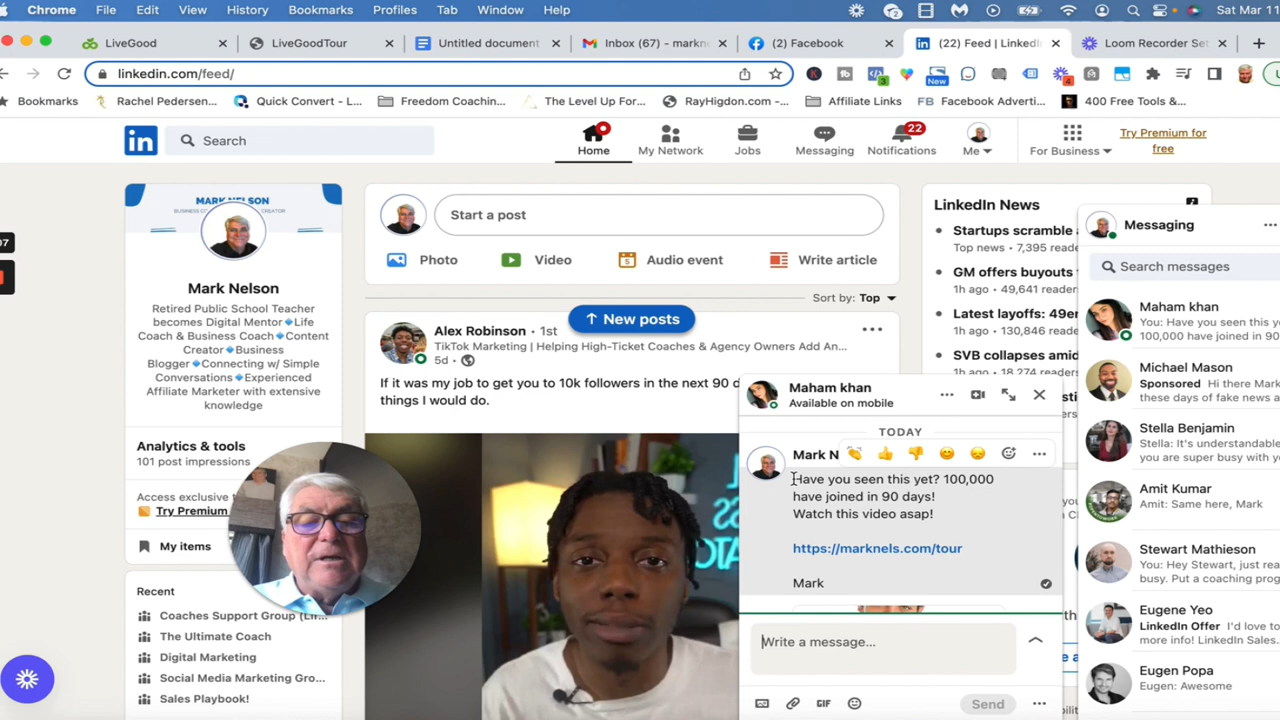 Chrome File Edit View History Bookmarks Profiles Tab Window Help Sat Mar 11
LiveGood LiveGoodTour Untitled document Inbox (67) - markne (2) Facebook (22) Feed | LinkedIn Loom Recorder Set
linkedin.com/feed/
New
3
4
Bookmarks Rachel Pedersen... Quick Convert - L... Freedom Coachin... The Level Up For... RayHigdon.com -... Affiliate Links FB Facebook Adverti... 400 Free Tools &...
in Search
Home My Network Jobs Messaging Notifications Me For Business
22
Try Premium for
free
07
MARK NELSON
Mark Nelson
Retired Public School Teacher
becomes Digital Mentor🔹Life
Coach & Business Coach🔹Content
Creator🔹Business
Blogger🔹Connecting w/ Simple
Conversations🔹Experienced
Affiliate Marketer with extensive
knowledge
Analytics & tools
101 post impressions
Access exclusive
Try Premium
My items
Recent
Coaches Support Group (Lif...
The Ultimate Coach
Digital Marketing
Social Media Marketing Gro...
Sales Playbook!
Start a post
Photo Video Audio event Write article
Sort by: Top
↑ New posts
Alex Robinson • 1st
TikTok Marketing | Helping High-Ticket Coaches & Agency Owners Add An...
5d •
If it was my job to get you to 10k followers in the next 90 d
things I would do.
LinkedIn News
Startups scramble
Top news • 7,395 reade
GM offers buyouts
1h ago • 49,641 readers
Latest layoffs: 49er
1h ago • 130,846 reade
SVB collapses amid
1h ago • 18,274 readers
Maham khan
Available on mobile
TODAY
Mark N
Have you seen this yet? 100,000
have joined in 90 days!
Watch this video asap!
https://marknels.com/tour
Mark
Write a message...
GIF Send
Messaging
Search messages
Maham khan
You: Have you seen this y
100,000 have joined in 90
Michael Mason
Sponsored Hi there Mark
these days of fake news a
Stella Benjamin
Stella: It's understandab
you are super busy with y
Amit Kumar
Amit: Same here, Mark
Stewart Mathieson
You: Hey Stewart, just rea
busy. Put a coaching prog
Eugene Yeo
LinkedIn Offer I'd love to
more info! LinkedIn Sales.
Eugen Popa
Eugen: Awesome